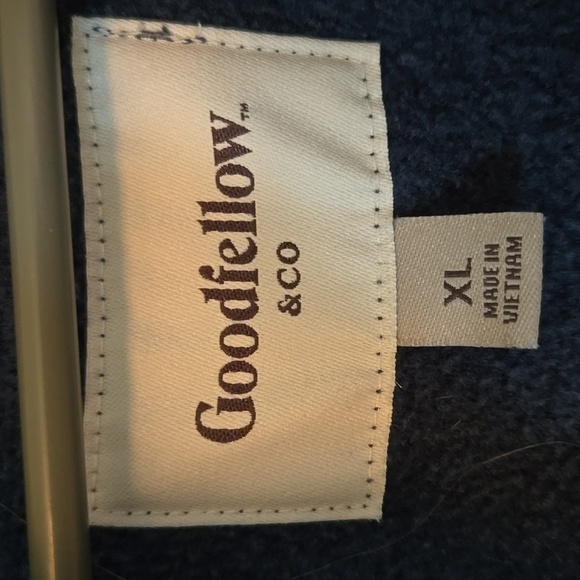 Goodfellow™
& CO
XL
MADE IN
VIETNAM